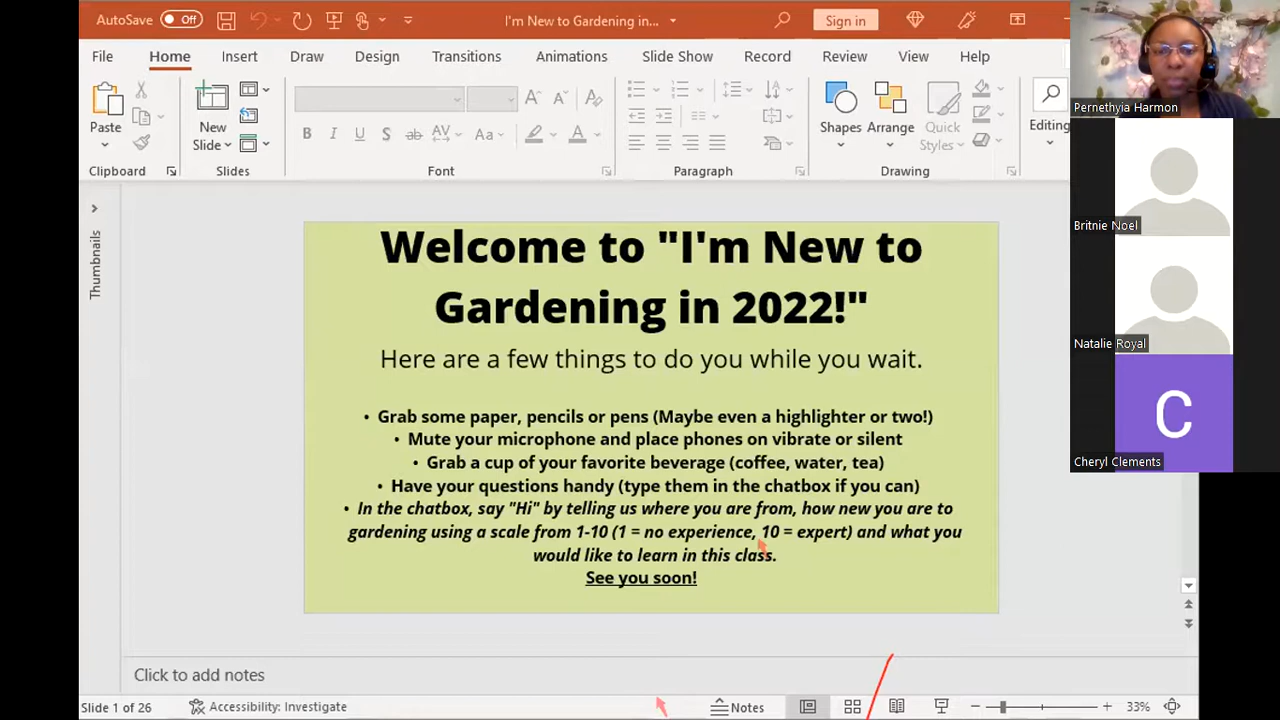 AutoSave Off
I'm New to Gardening in...
Sign in
File Home Insert Draw Design Transitions Animations Slide Show Record Review View Help
Paste
New
Slide
B I U S ab AV Aa A
Shapes Arrange Quick
Styles
Editing
Clipboard Slides Font Paragraph Drawing
Pernethyia Harmon
Britnie Noel
Natalie Royal
C
Cheryl Clements
Thumbnails
Welcome to "I'm New to
Gardening in 2022!"
Here are a few things to do you while you wait.
• Grab some paper, pencils or pens (Maybe even a highlighter or two!)
• Mute your microphone and place phones on vibrate or silent
• Grab a cup of your favorite beverage (coffee, water, tea)
• Have your questions handy (type them in the chatbox if you can)
• In the chatbox, say "Hi" by telling us where you are from, how new you are to
gardening using a scale from 1-10 (1 = no experience, 10 = expert) and what you
would like to learn in this class.
See you soon!
Click to add notes
Slide 1 of 26 Accessibility: Investigate Notes 33%